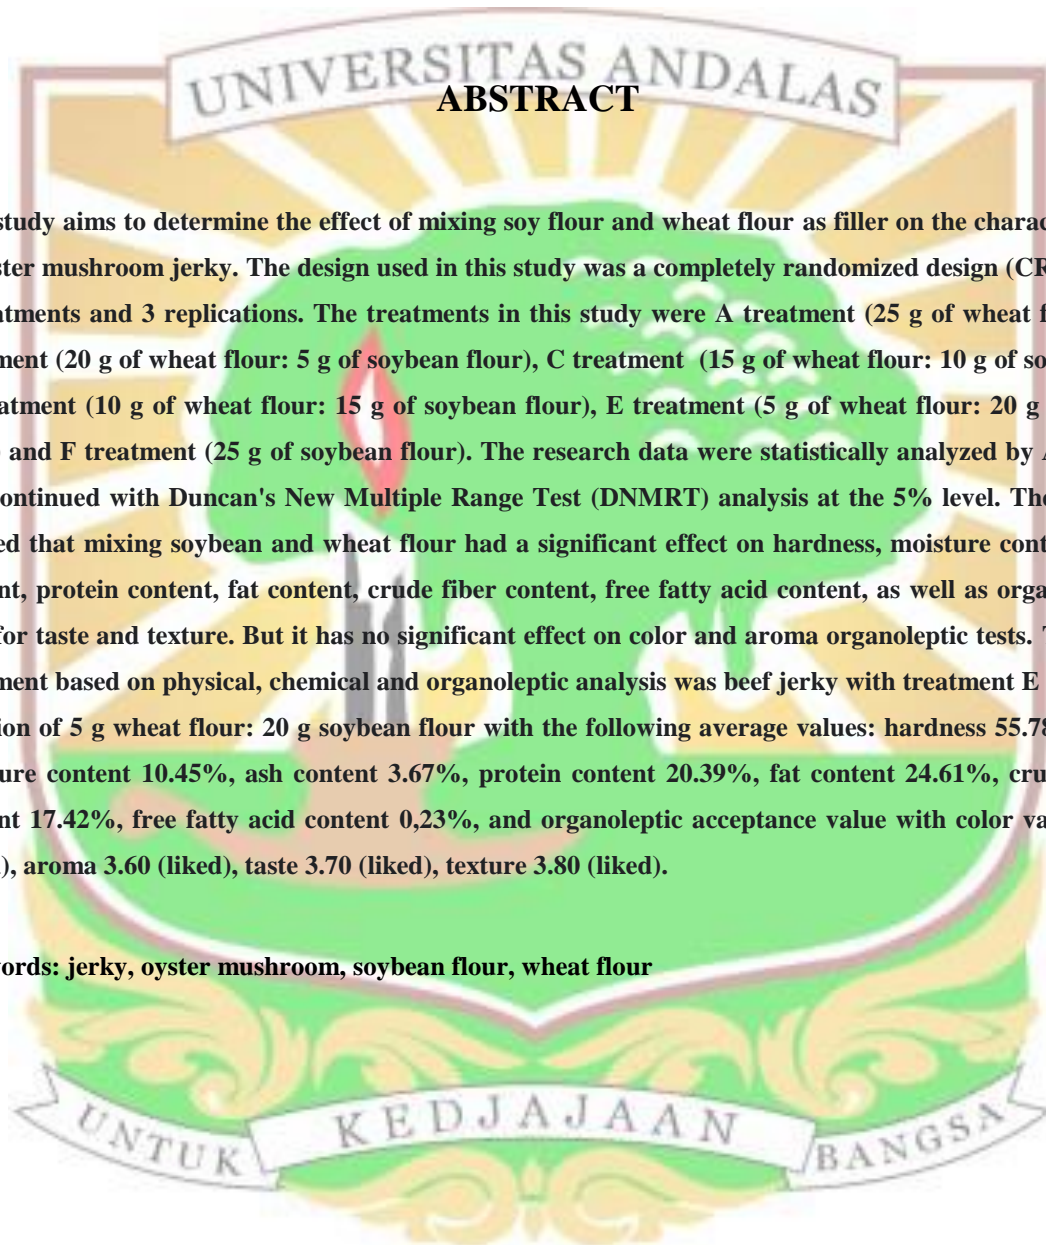 UNIVERSITAS ANDALAS
ABSTRACT
study aims to determine the effect of mixing soy flour and wheat flour as filler on the charac
ster mushroom jerky. The design used in this study was a completely randomized design (CR
atments and 3 replications. The treatments in this study were A treatment (25 g of wheat f
ment (20 g of wheat flour: 5 g of soybean flour), C treatment (15 g of wheat flour: 10 g of so
atment (10 g of wheat flour: 15 g of soybean flour), E treatment (5 g of wheat flour: 20 g
and F treatment (25 g of soybean flour). The research data were statistically analyzed by A
ontinued with Duncan's New Multiple Range Test (DNMRT) analysis at the 5% level. The
ed that mixing soybean and wheat flour had a significant effect on hardness, moisture cont
nt, protein content, fat content, crude fiber content, free fatty acid content, as well as orga
for taste and texture. But it has no significant effect on color and aroma organoleptic tests. T
ment based on physical, chemical and organoleptic analysis was beef jerky with treatment E
ion of 5 g wheat flour: 20 g soybean flour with the following average values: hardness 55.78
ure content 10.45%, ash content 3.67%, protein content 20.39%, fat content 24.61%, cru
nt 17.42%, free fatty acid content 0,23%, and organoleptic acceptance value with color va
), aroma 3.60 (liked), taste 3.70 (liked), texture 3.80 (liked).
ords: jerky, oyster mushroom, soybean flour, wheat flour
UNTUK KEDJAJAAN BANGSA